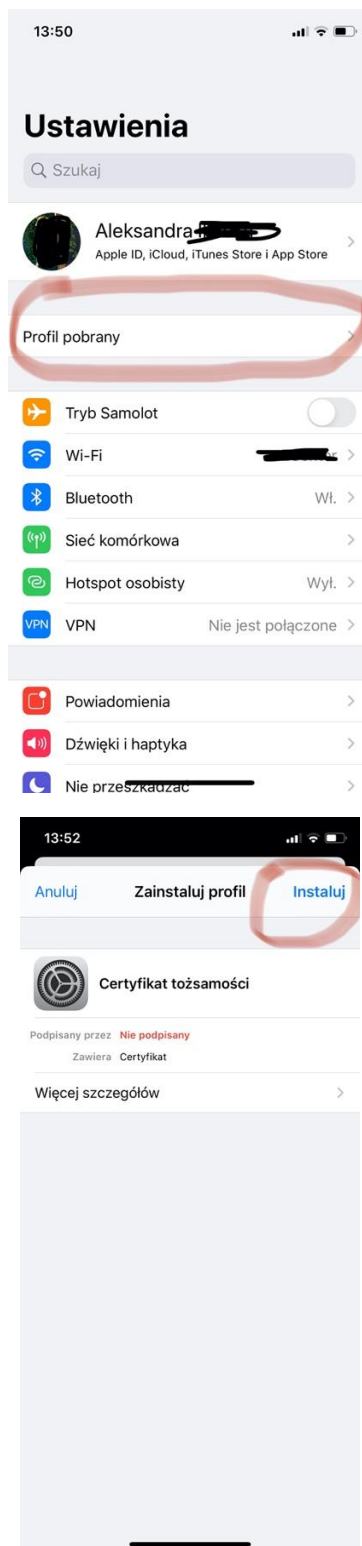 13:50
Ustawienia
Szukaj
Aleksandra
Apple ID, iCloud, iTunes Store i App Store
Profil pobrany
Tryb Samolot
Wi-Fi
Bluetooth Wł.
Sieć komórkowa
Hotspot osobisty Wył.
VPN VPN Nie jest połączone
Powiadomienia
Dźwięki i haptyka
Nie przeszkadzać
13:52
Anuluj Zainstaluj profil Instaluj
Certyfikat tożsamości
Podpisany przez Nie podpisany
Zawiera Certyfikat
Więcej szczegółów